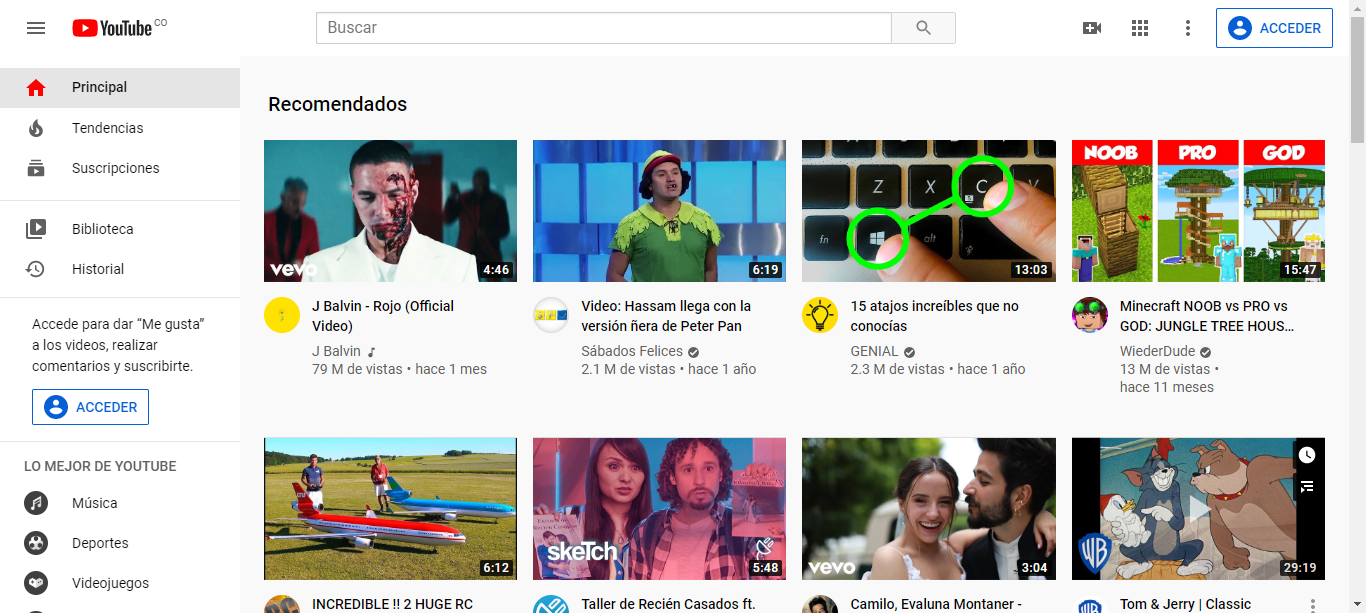 YouTube CO
Buscar
ACCEDER
Principal
Tendencias
Suscripciones
Biblioteca
Historial
Accede para dar “Me gusta”
a los videos, realizar
comentarios y suscribirte.
ACCEDER
LO MEJOR DE YOUTUBE
Música
Deportes
Videojuegos
Recomendados
vevo
4:46
J Balvin - Rojo (Official
Video)
J Balvin
79 M de vistas • hace 1 mes
6:19
Video: Hassam llega con la
versión ñera de Peter Pan
Sábados Felices
2.1 M de vistas • hace 1 año
Z X C V
fn alt
13:03
15 atajos increíbles que no
conocías
GENIAL
2.3 M de vistas • hace 1 año
NOOB PRO GOD
15:47
Minecraft NOOB vs PRO vs
GOD: JUNGLE TREE HOUS...
WiederDude
13 M de vistas •
hace 11 meses
6:12
INCREDIBLE !! 2 HUGE RC
skeTch
5:48
Taller de Recién Casados ft.
vevo
3:04
Camilo, Evaluna Montaner -
WB
29:19
Tom & Jerry | Classic